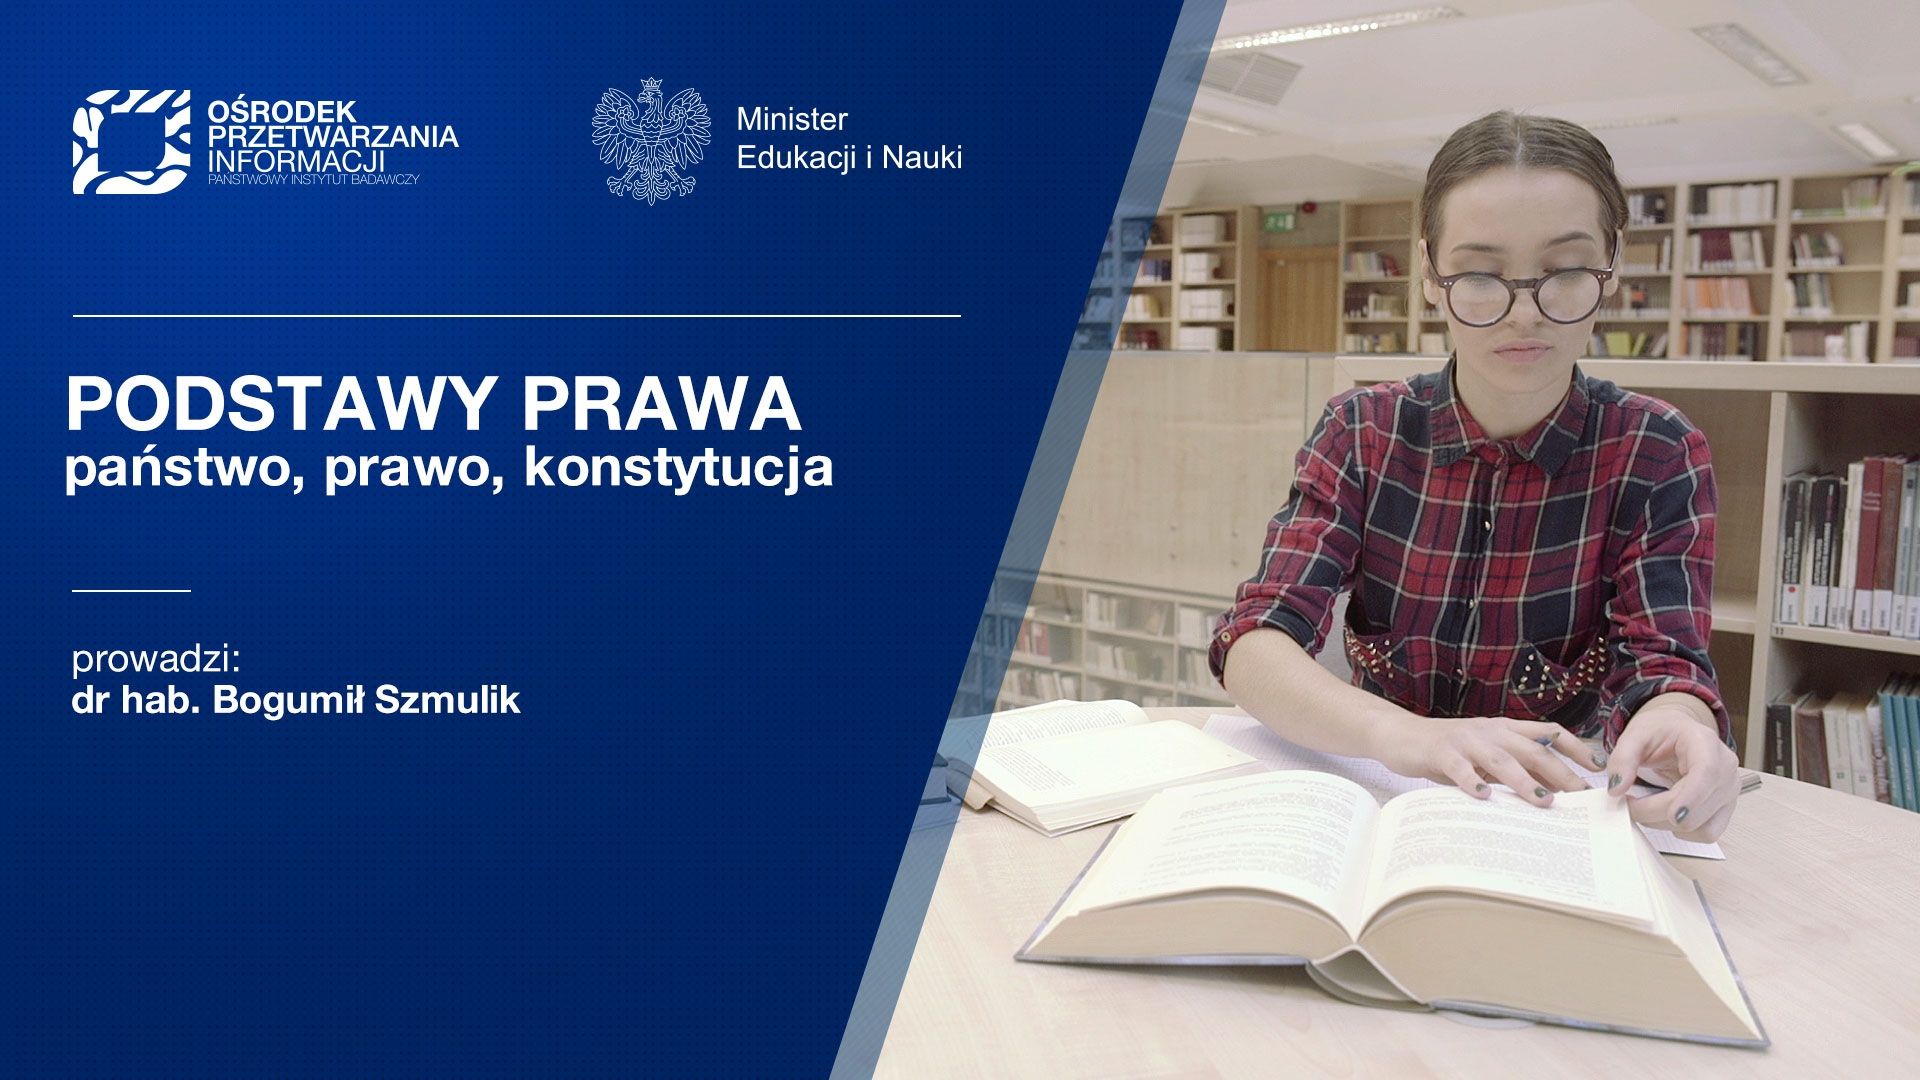 OŚRODEK
PRZETWARZANIA
INFORMACJI
PAŃSTWOWY INSTYTUT BADAWCZY
Minister
Edukacji i Nauki
PODSTAWY PRAWA
państwo, prawo, konstytucja
prowadzi:
dr hab. Bogumił Szmulik